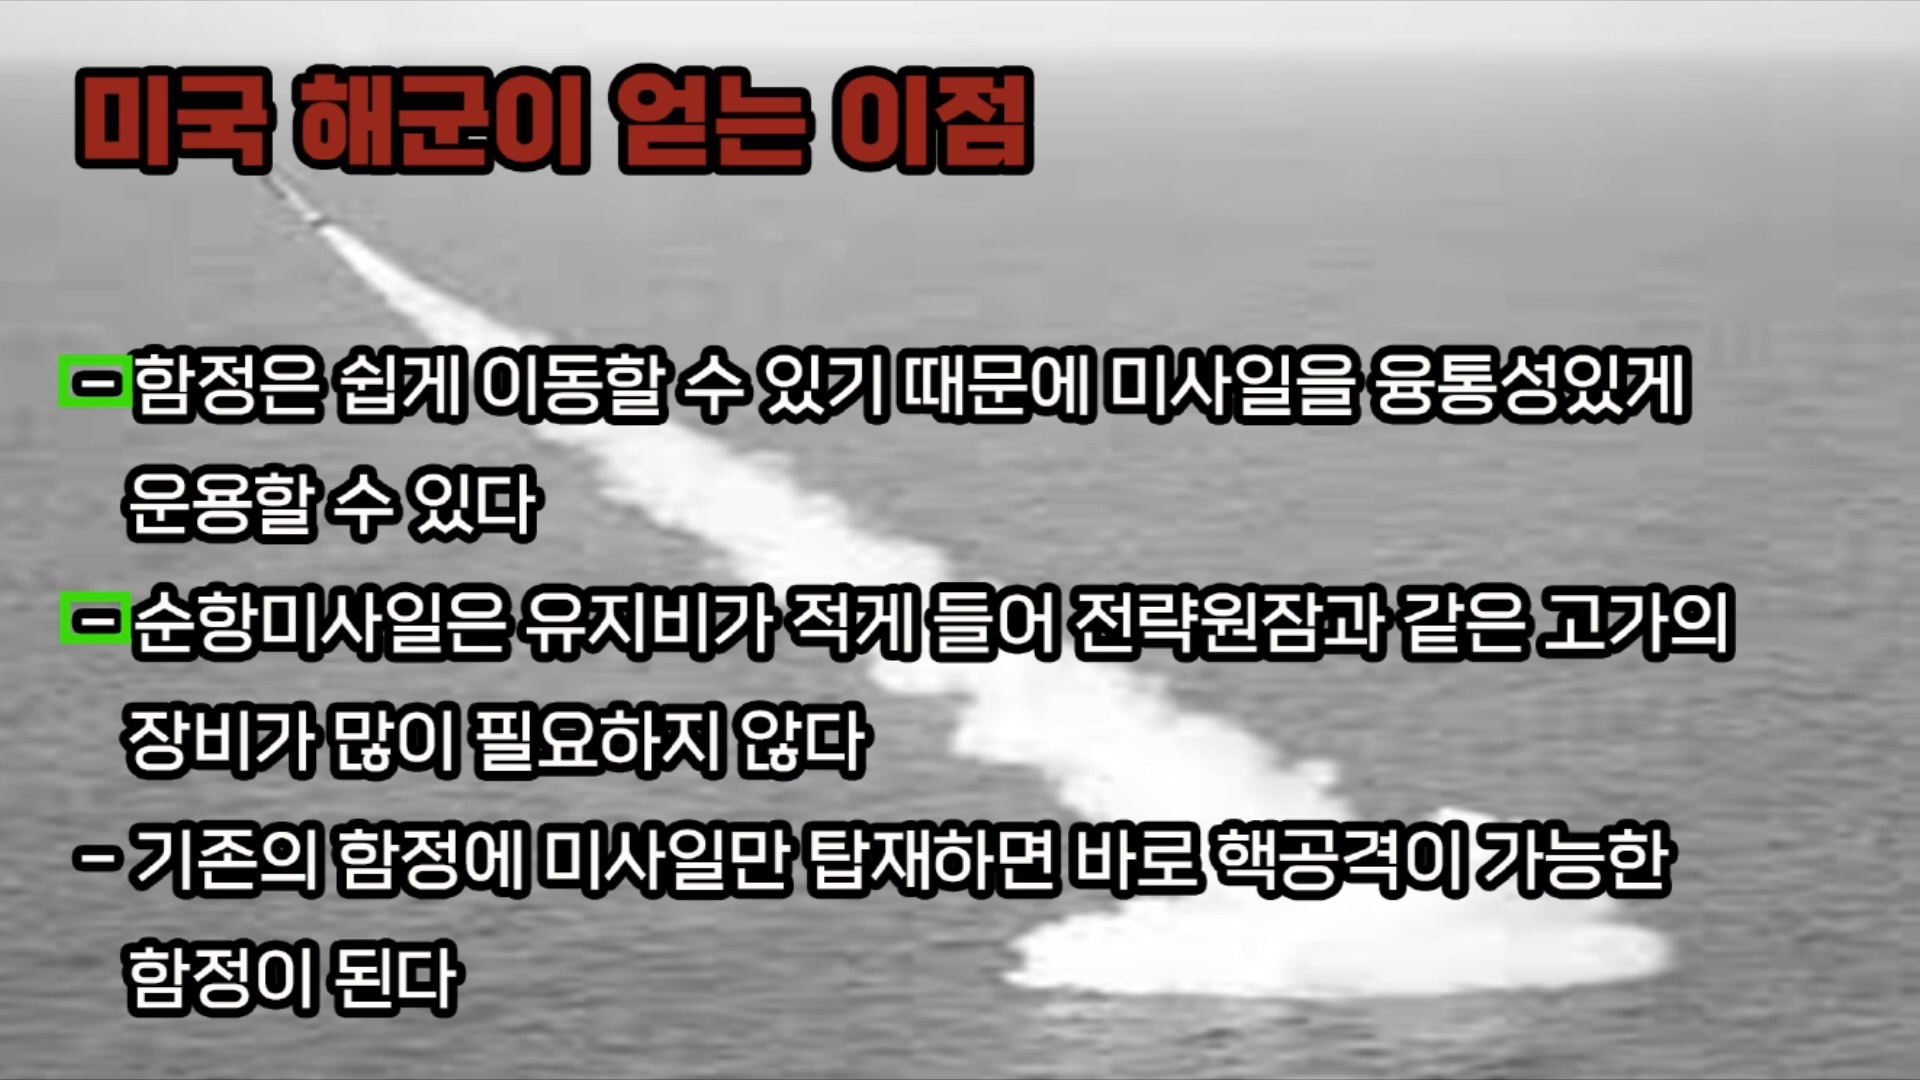 미국 해군이 얻는 이점
- 함정은 쉽게 이동할 수 있기 때문에 미사일을 융통성있게
운용할 수 있다
- 순항미사일은 유지비가 적게 들어 전략원잠과 같은 고가의
장비가 많이 필요하지 않다
- 기존의 함정에 미사일만 탑재하면 바로 핵공격이 가능한
함정이 된다